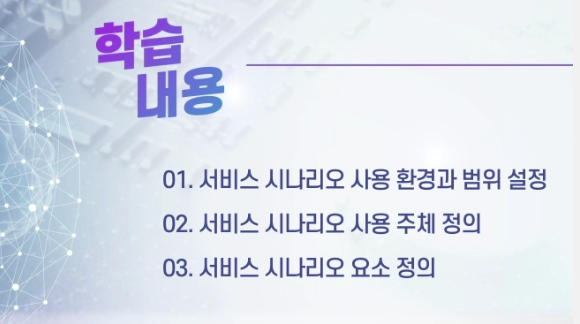 학습
내용
01. 서비스 시나리오 사용 환경과 범위 설정
02. 서비스 시나리오 사용 주체 정의
03. 서비스 시나리오 요소 정의